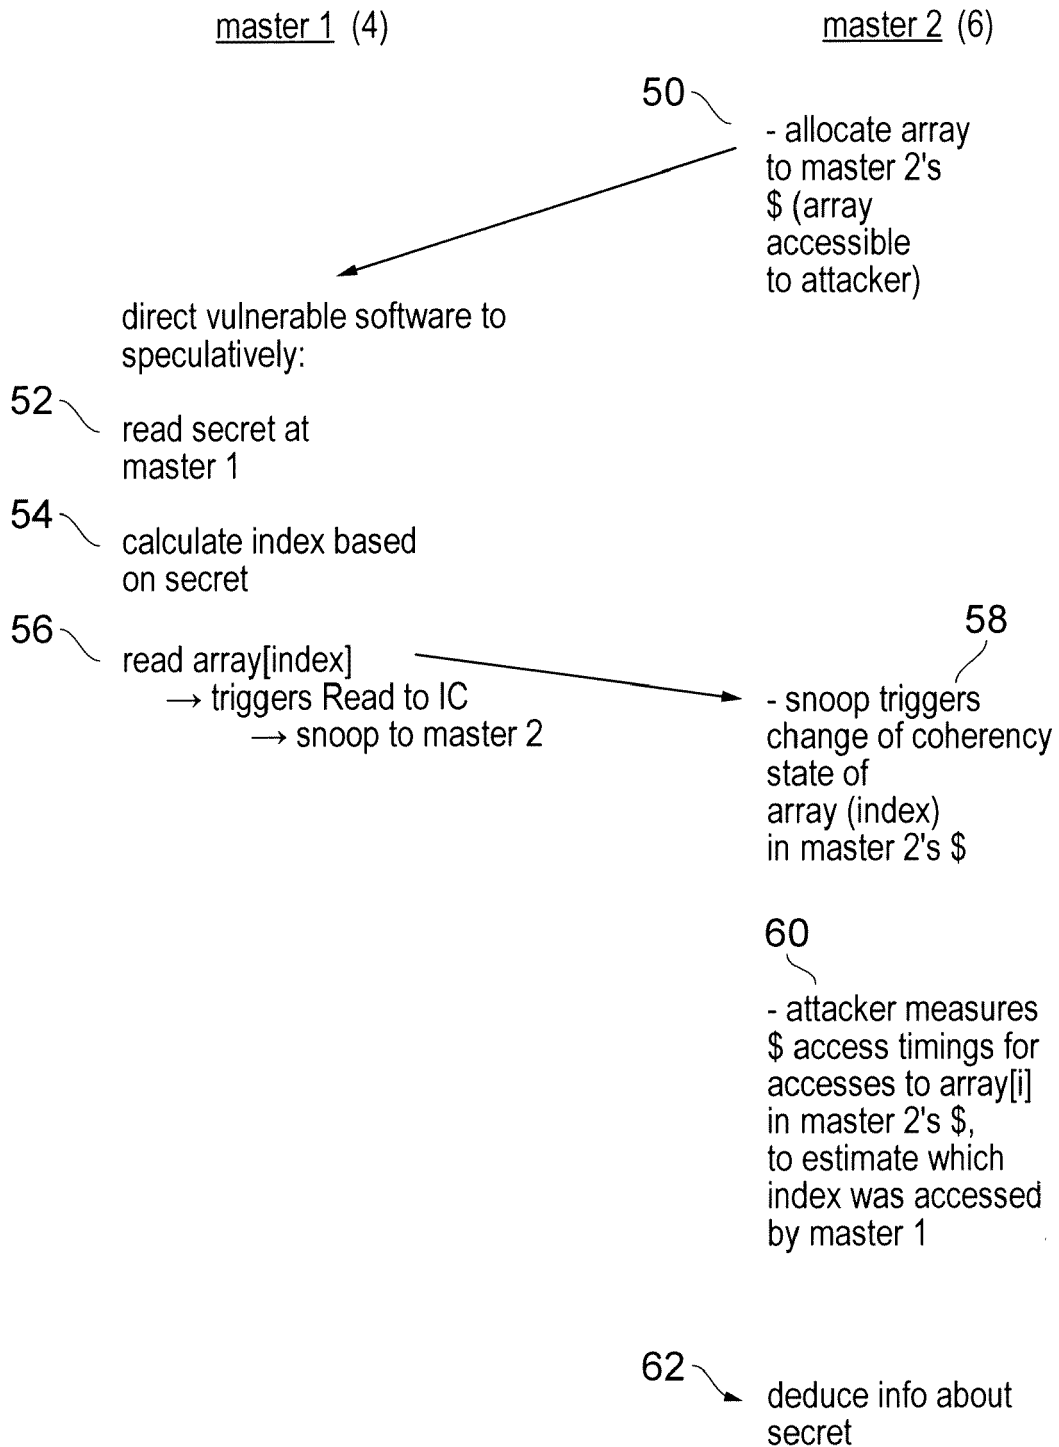 master 1 (4)
master 2 (6)
50
- allocate array
to master 2's
$ (array
accessible
to attacker)
direct vulnerable software to
speculatively:
52
read secret at
master 1
54
calculate index based
on secret
56
read array[index]
→ triggers Read to IC
→ snoop to master 2
58
- snoop triggers
change of coherency
state of
array (index)
in master 2's $
60
- attacker measures
$ access timings for
accesses to array[i]
in master 2's $,
to estimate which
index was accessed
by master 1
62
deduce info about
secret